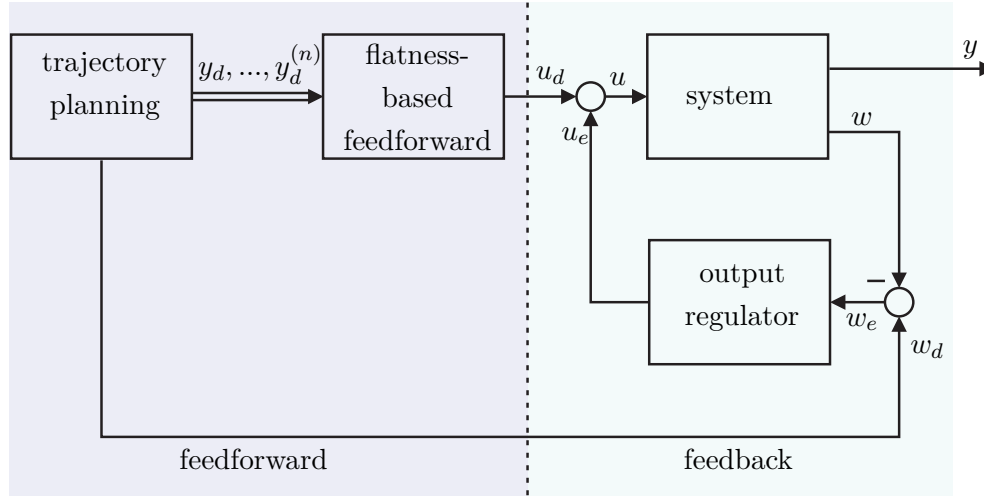 trajectory
planning
y_d, ..., y_d^{(n)}
flatness-
based
feedforward
u_d
u
u_e
system
y
w
output
regulator
−
w_e
w_d
feedforward
feedback